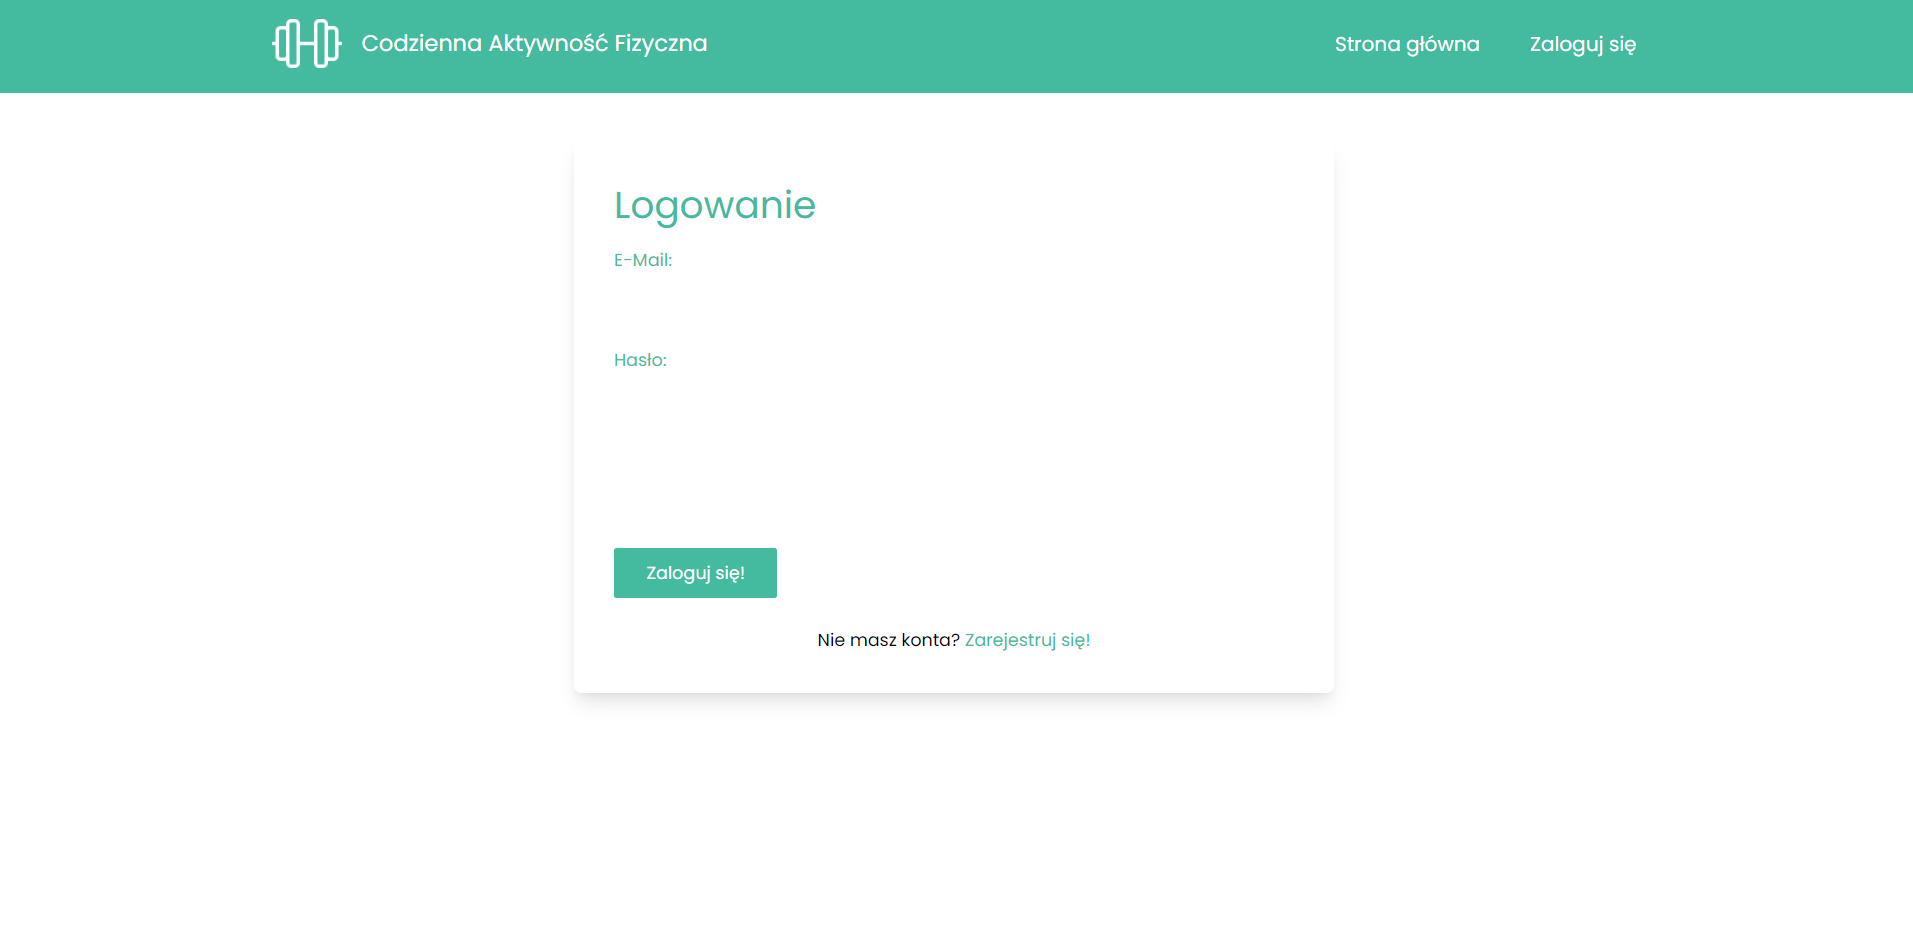 Codzienna Aktywność Fizyczna
Strona główna
Zaloguj się
Logowanie
E-Mail:
Hasło:
Zaloguj się!
Nie masz konta? Zarejestruj się!